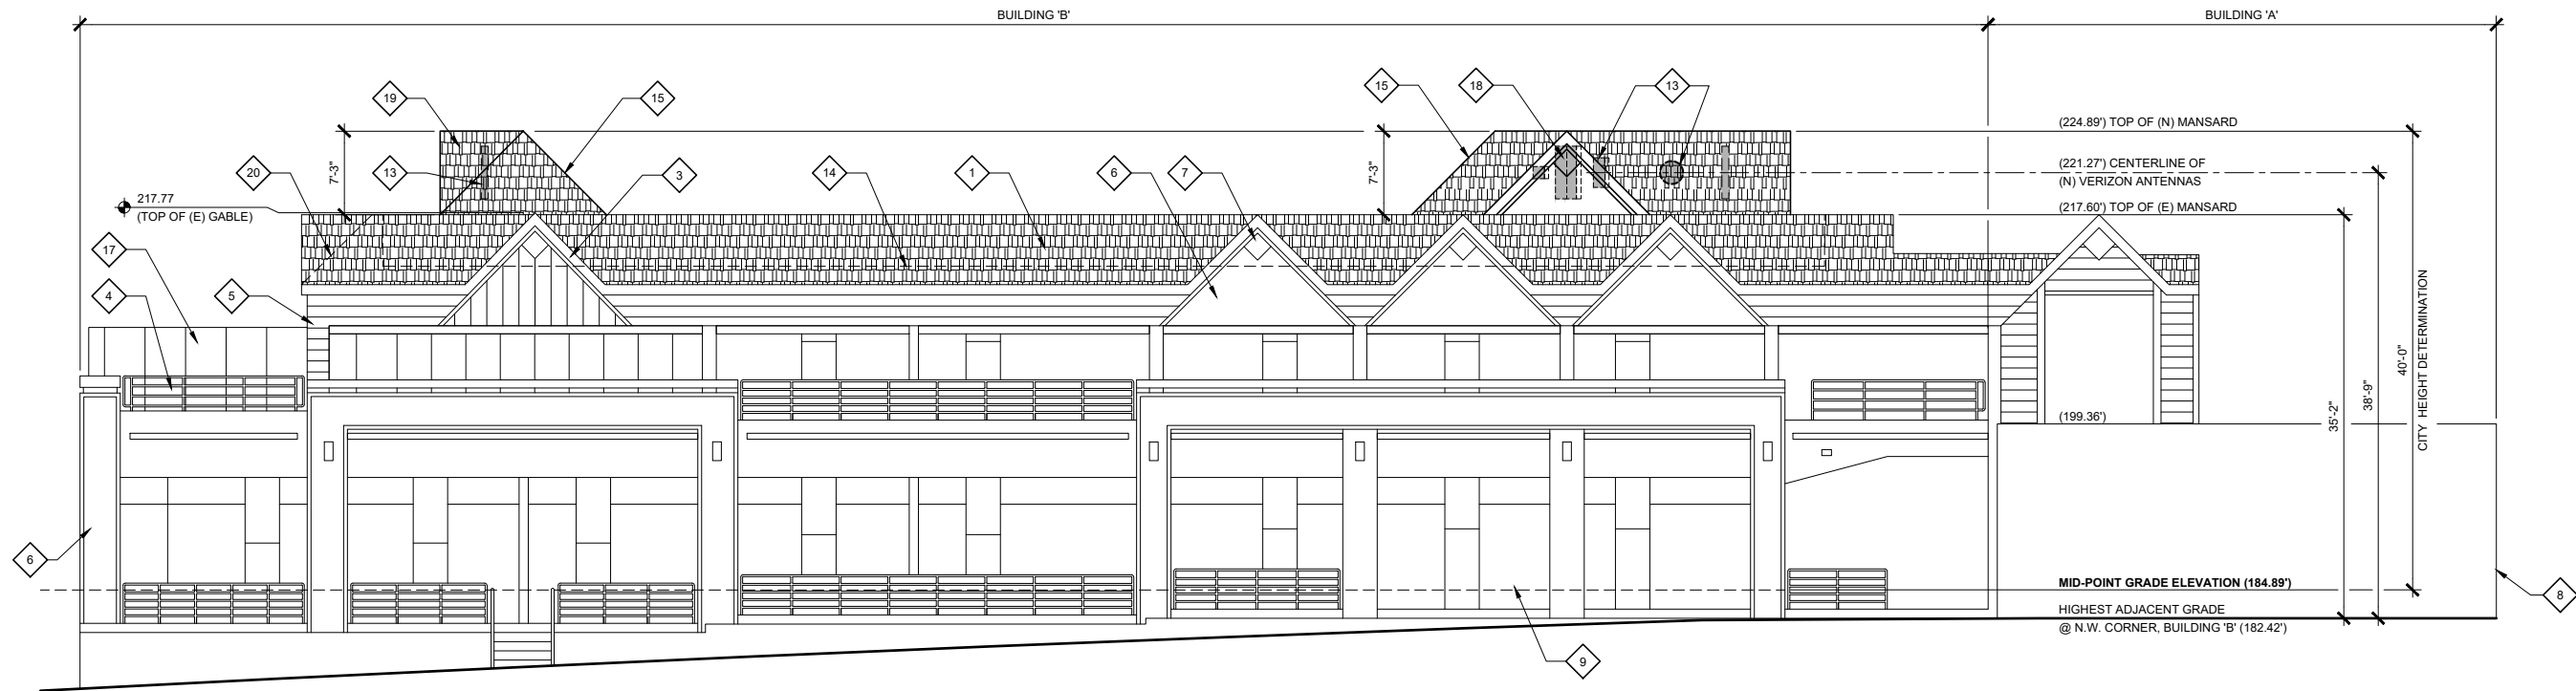 BUILDING 'B'
BUILDING 'A'
19
15
15
18
13
(224.89') TOP OF (N) MANSARD
20
13
7'-3"
3
14
1
7'-3"
6
7
(221.27') CENTERLINE OF
(N) VERIZON ANTENNAS
217.77
(TOP OF (E) GABLE)
(217.60') TOP OF (E) MANSARD
17
4
5
35'-2"
38'-9"
40'-0"
CITY HEIGHT DETERMINATION
(199.36')
6
MID-POINT GRADE ELEVATION (184.89')
8
HIGHEST ADJACENT GRADE
@ N.W. CORNER, BUILDING 'B' (182.42')
9